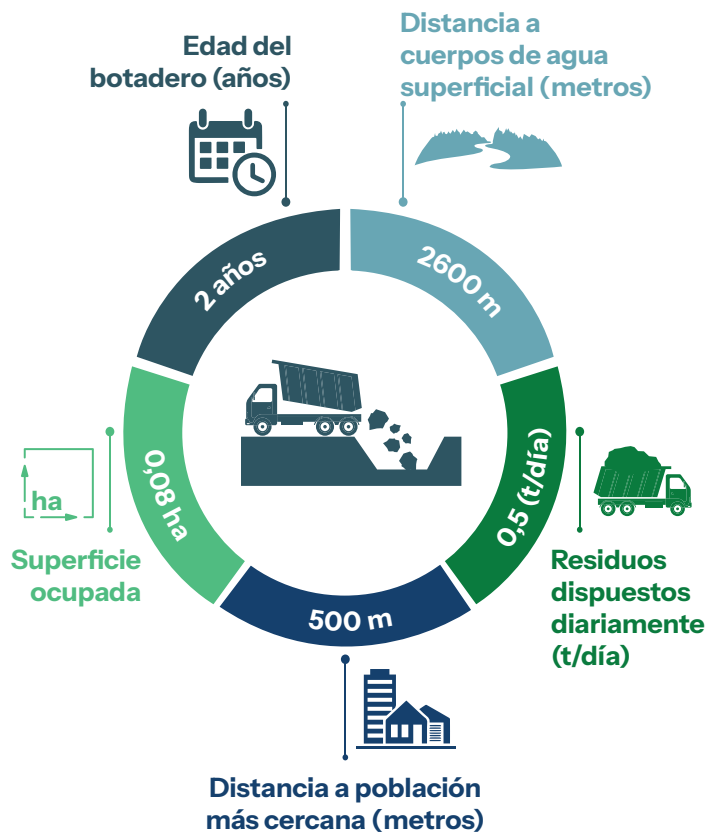 Edad del
botadero (años)
Distancia a
cuerpos de agua
superficial (metros)
2 años
2600 m
0,08 ha
0,5 (t/día)
500 m
ha
Superficie
ocupada
Residuos
dispuestos
diariamente
(t/día)
Distancia a población
más cercana (metros)